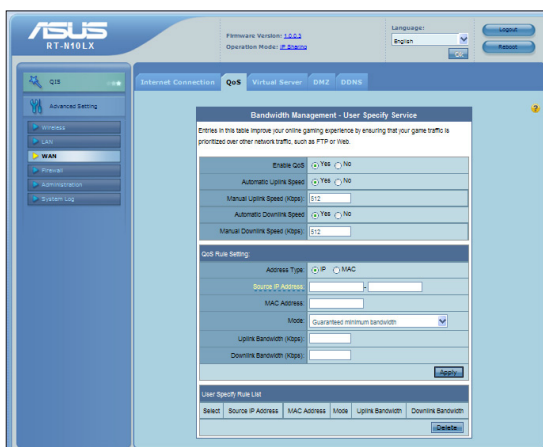 ASUS
RT-N10LX
Firmware Version: 1.0.0.3
Operation Mode: IP Sharing
Language:
English
Logout
Reboot
QIS
Advanced Setting
Wireless
LAN
WAN
Firewall
Administration
System Log
Internet Connection QoS Virtual Server DMZ DDNS
Bandwidth Management - User Specify Service
Entries in this table improve your online gaming experience by ensuring that your game traffic is
prioritized over other network traffic, such as FTP or Web.
Enable QoS Yes No
Automatic Uplink Speed Yes No
Manual Uplink Speed (Kbps): 512
Automatic Downlink Speed Yes No
Manual Downlink Speed (Kbps): 512
QoS Rule Setting:
Address Type: IP MAC
Source IP Address: -
MAC Address:
Mode: Guaranteed minimum bandwidth
Uplink Bandwidth (Kbps):
Downlink Bandwidth (Kbps):
Apply
User Specify Rule List
Select Source IP Address MAC Address Mode Uplink Bandwidth Downlink Bandwidth
Delete